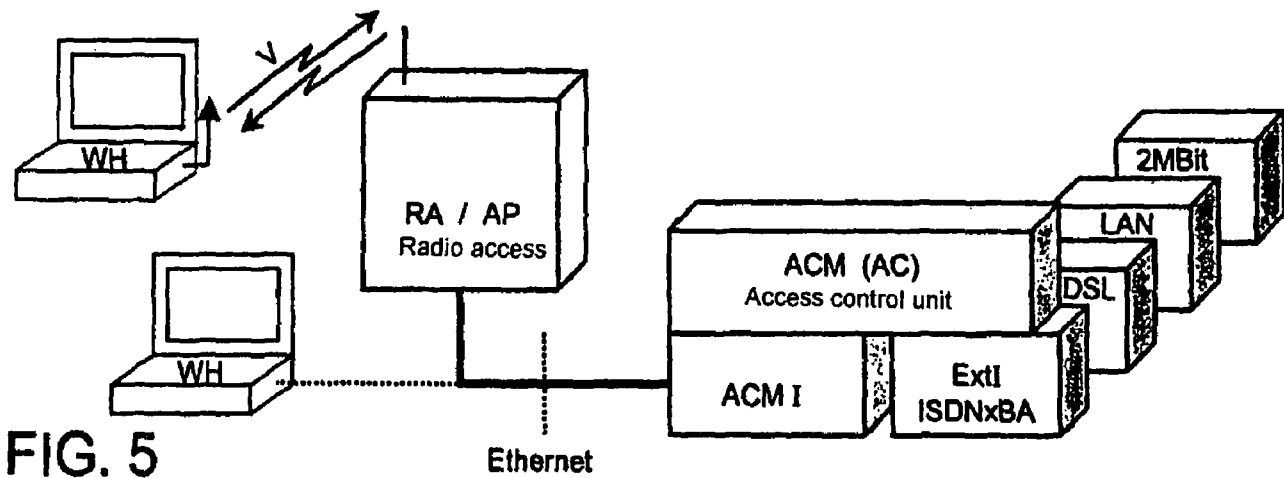 V
WH
RA / AP
Radio access
2MBit
LAN
DSL
ACM (AC)
Access control unit
WH
ACM I
ExtI
ISDNxBA
Ethernet
FIG. 5